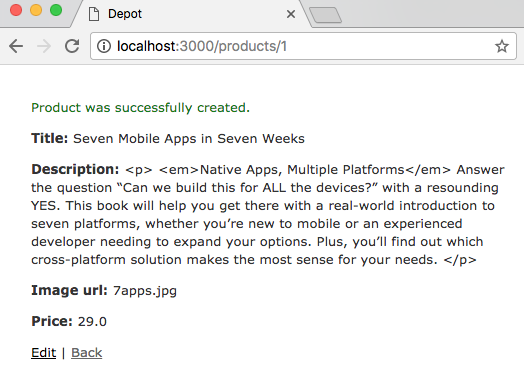 Depot
localhost:3000/products/1
Product was successfully created.
Title: Seven Mobile Apps in Seven Weeks
Description: <p> <em>Native Apps, Multiple Platforms</em> Answer
the question “Can we build this for ALL the devices?” with a resounding
YES. This book will help you get there with a real-world introduction to
seven platforms, whether you’re new to mobile or an experienced
developer needing to expand your options. Plus, you’ll find out which
cross-platform solution makes the most sense for your needs. </p>
Image url: 7apps.jpg
Price: 29.0
Edit | Back